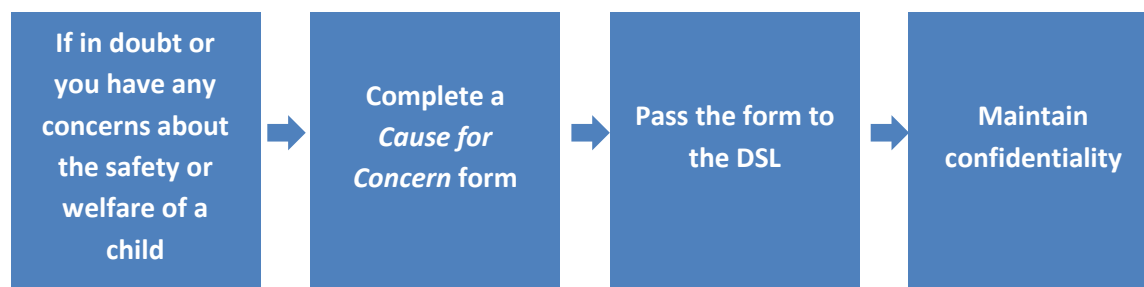 If in doubt or
you have any
concerns about
the safety or
welfare of a
child
Complete a
Cause for
Concern form
Pass the form to
the DSL
Maintain
confidentiality